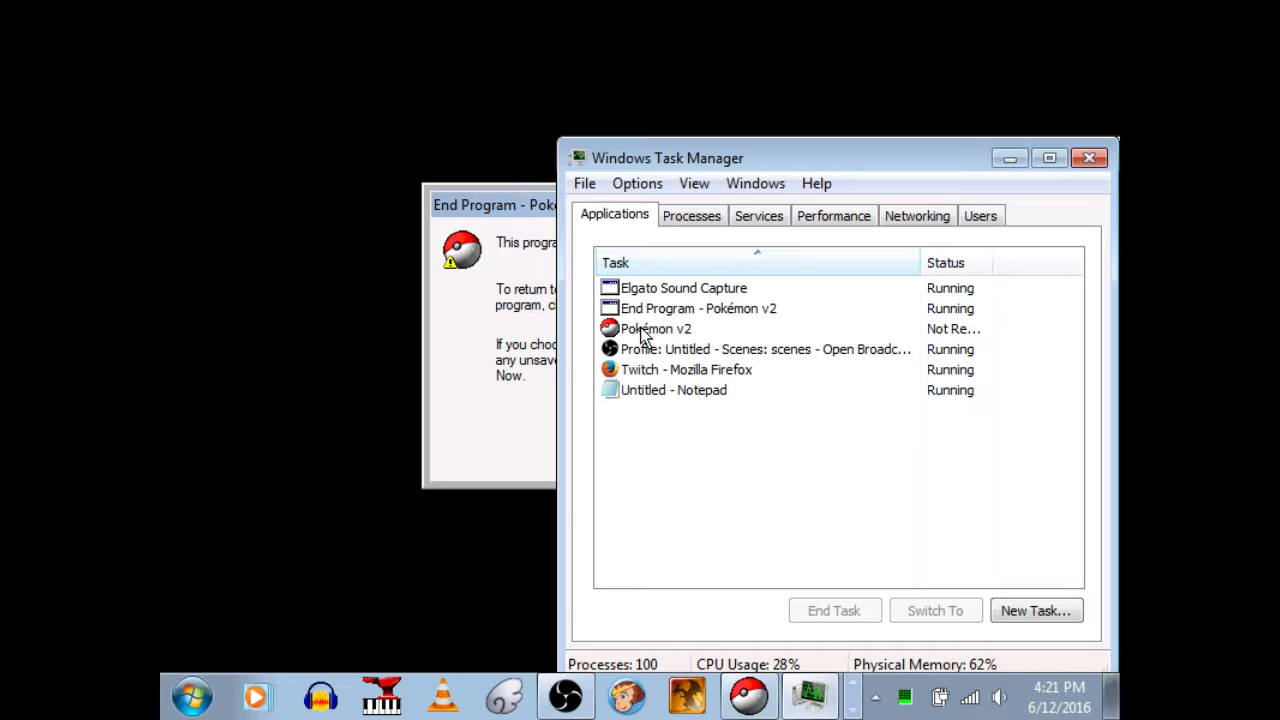 Windows Task Manager
File Options View Windows Help
Applications Processes Services Performance Networking Users
Task Status
Elgato Sound Capture Running
End Program - Pokémon v2 Running
Pokémon v2 Not Re...
Profile: Untitled - Scenes: scenes - Open Broadc... Running
Twitch - Mozilla Firefox Running
Untitled - Notepad Running
End Task Switch To New Task...
Processes: 100 CPU Usage: 28% Physical Memory: 62%
End Program - Pok
This progra
To return t
program, c
If you choo
any unsav
Now.
4:21 PM
6/12/2016